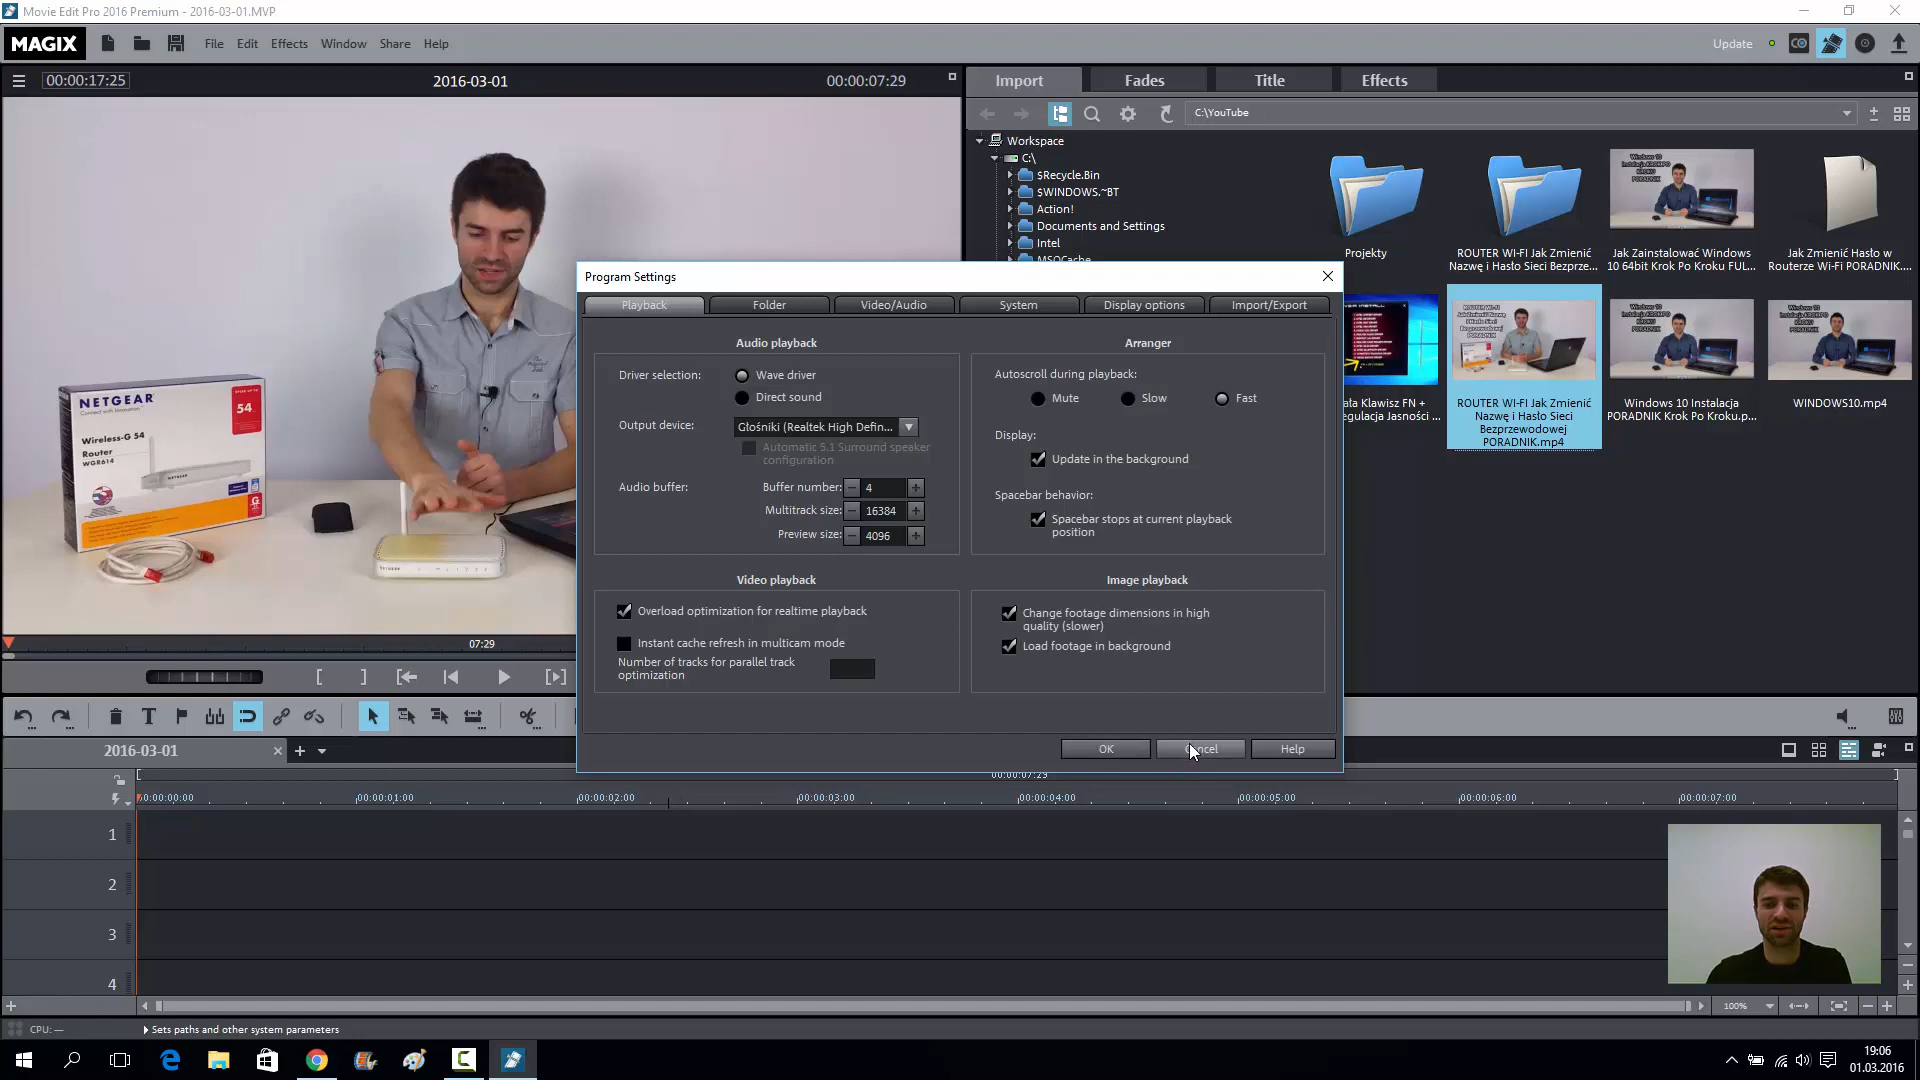 Movie Edit Pro 2016 Premium - 2016-03-01.MVP
MAGIX
File Edit Effects Window Share Help
Update
00:00:17:25
2016-03-01
00:00:07:29
Import
Fades
Title
Effects
C:\YouTube
Workspace
C:\
$Recycle.Bin
$WINDOWS.~BT
Action!
Documents and Settings
Intel
MSOCache
Projekty
ROUTER WI-FI Jak Zmienić
Nazwę i Hasło Sieci Bezprze...
Jak Zainstalować Windows
10 64bit Krok Po Kroku FUL...
Jak Zmienić Hasło w
Routerze Wi-Fi PORADNIK....
ala Klawisz FN +
egulacja Jasności ...
ROUTER WI-FI Jak Zmienić
Nazwę i Hasło Sieci
Bezprzewodowej
PORADNIK.mp4
Windows 10 Instalacja
PORADNIK Krok Po Kroku.p...
WINDOWS10.mp4
NETGEAR
54
Wireless-G 54
Router
WGR614
Program Settings
Playback
Folder
Video/Audio
System
Display options
Import/Export
Audio playback
Driver selection:
Wave driver
Direct sound
Output device:
Głośniki (Realtek High Defin...
Automatic 5.1 Surround speaker
configuration
Audio buffer:
Buffer number:
4
Multitrack size:
16384
Preview size:
4096
Arranger
Autoscroll during playback:
Mute
Slow
Fast
Display:
Update in the background
Spacebar behavior:
Spacebar stops at current playback
position
Video playback
Overload optimization for realtime playback
Instant cache refresh in multicam mode
Number of tracks for parallel track
optimization
Image playback
Change footage dimensions in high
quality (slower)
Load footage in background
OK
Cancel
Help
07:29
2016-03-01
00:00:07:29
00:00:00:00
00:00:01:00
00:00:02:00
00:00:03:00
00:00:04:00
00:00:05:00
00:00:06:00
00:00:07:00
1
2
3
4
100%
CPU: —
Sets paths and other system parameters
19:06
01.03.2016